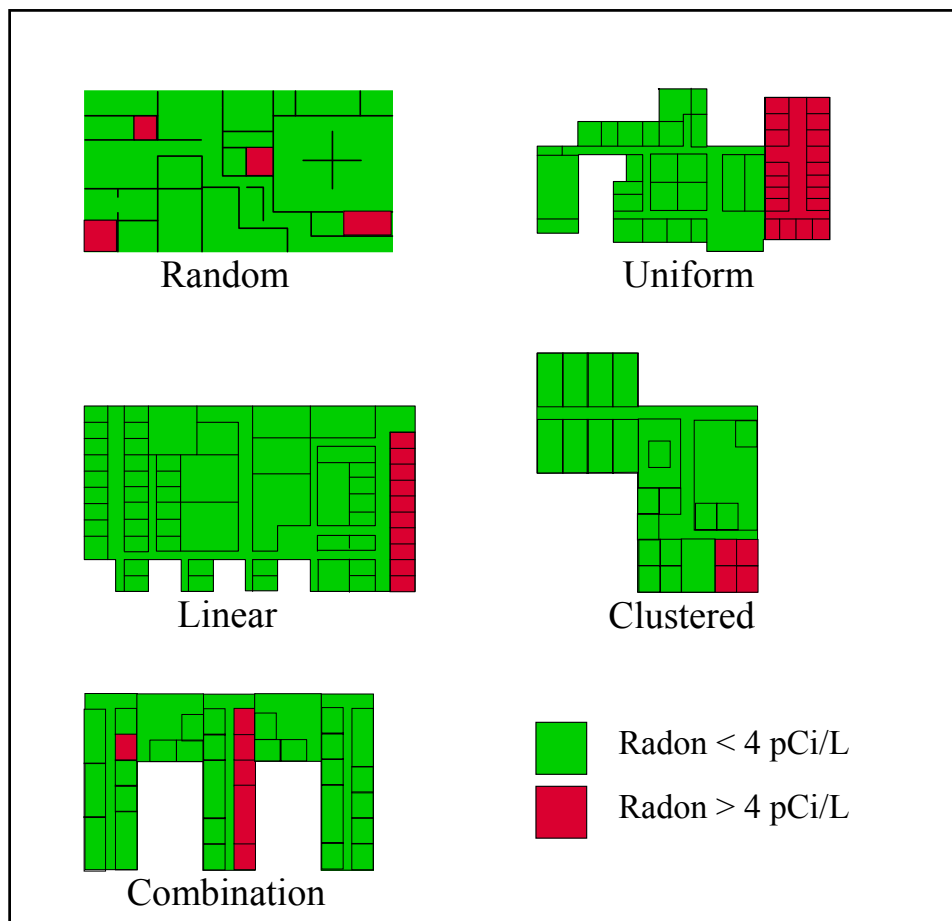 Random
Uniform
Linear
Clustered
Combination
Radon < 4 pCi/L
Radon > 4 pCi/L